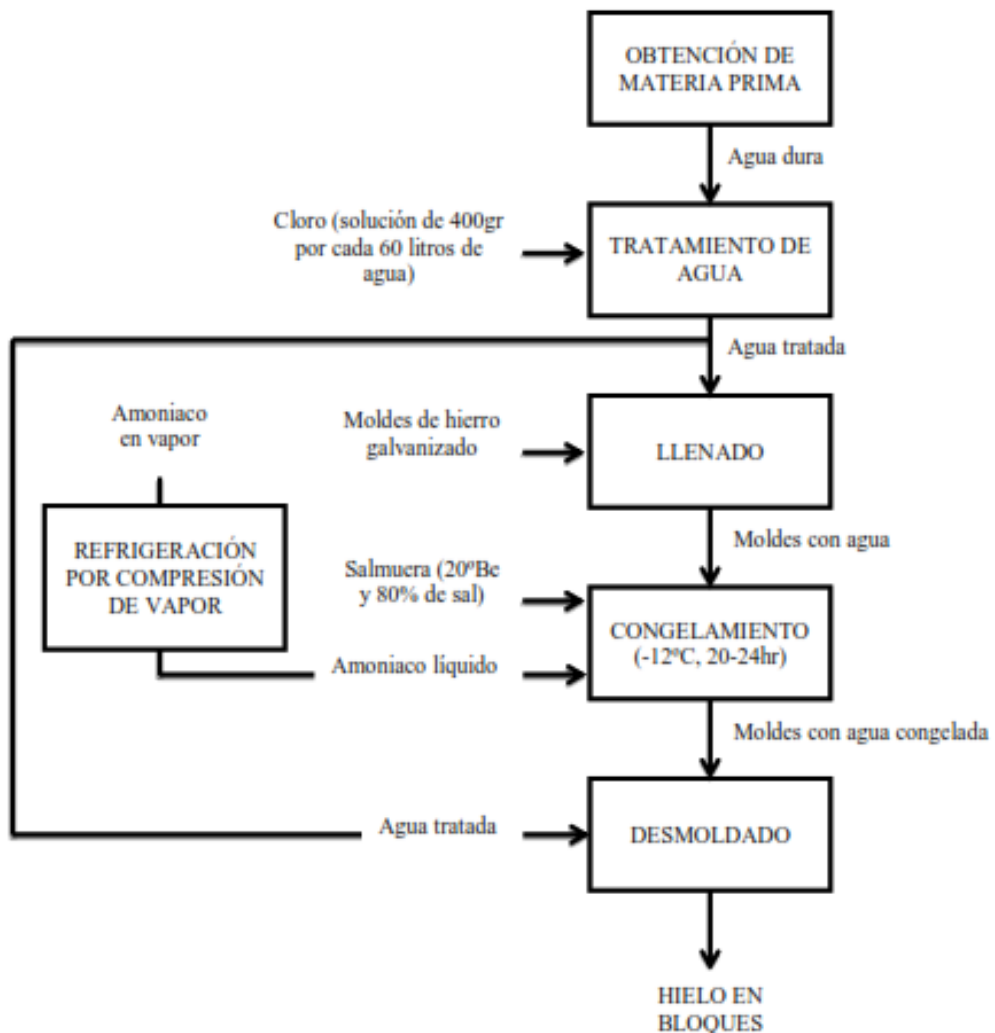 OBTENCIÓN DE
MATERIA PRIMA
Agua dura
Cloro (solución de 400gr
por cada 60 litros de
agua)
TRATAMIENTO DE
AGUA
Agua tratada
Amoniaco
en vapor
Moldes de hierro
galvanizado
LLENADO
Moldes con agua
REFRIGERACIÓN
POR COMPRESIÓN
DE VAPOR
Salmuera (20ºBe
y 80% de sal)
CONGELAMIENTO
(-12ºC, 20-24hr)
Amoniaco líquido
Moldes con agua congelada
Agua tratada
DESMOLDADO
HIELO EN
BLOQUES